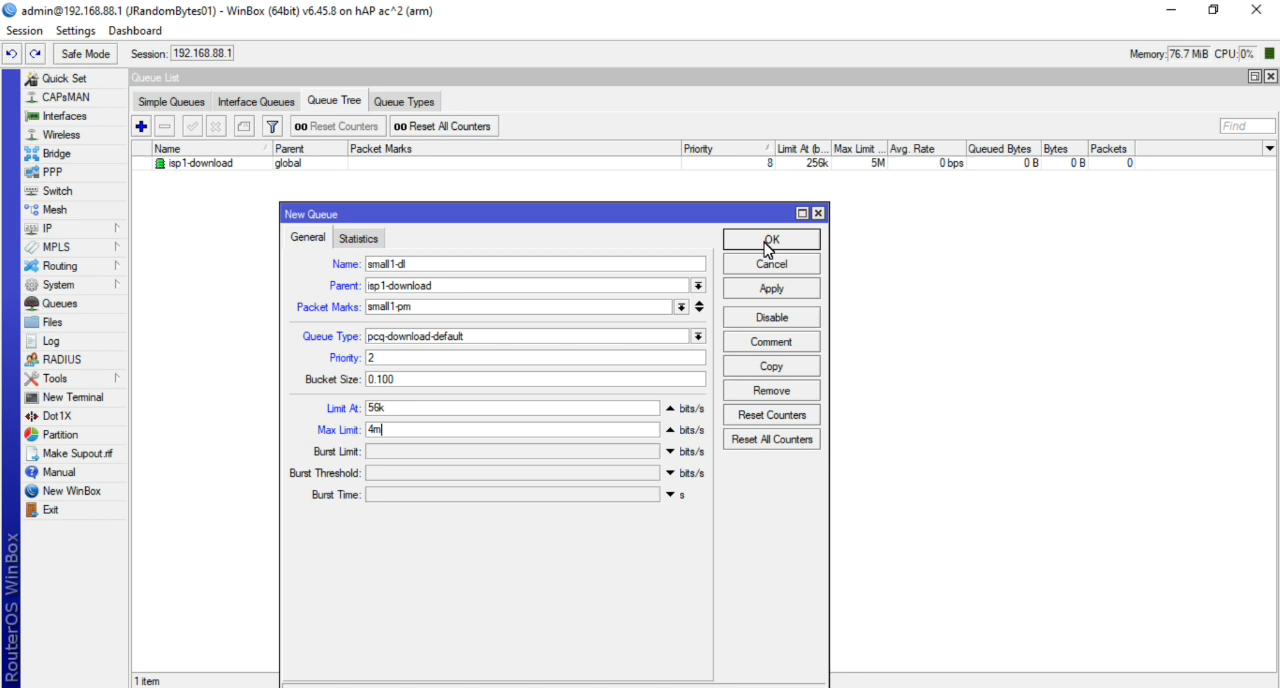 admin@192.168.88.1 (JRandomBytes01) - WinBox (64bit) v6.45.8 on hAP ac^2 (arm)
Session Settings Dashboard
Safe Mode Session: 192.168.88.1 Memory: 76.7 MiB CPU: 0%
Quick Set
CAPsMAN
Interfaces
Wireless
Bridge
PPP
Switch
Mesh
IP
MPLS
Routing
System
Queues
Files
Log
RADIUS
Tools
New Terminal
Dot1X
Partition
Make Supout.rif
Manual
New WinBox
Exit
RouterOS WinBox
Queue List
Simple Queues Interface Queues Queue Tree Queue Types
00 Reset Counters 00 Reset All Counters Find
Name Parent Packet Marks Priority Limit At (b... Max Limit ... Avg. Rate Queued Bytes Bytes Packets
isp1-download global 8 256k 5M 0 bps 0 B 0 B 0
New Queue
General Statistics
Name: small1-dl
Parent: isp1-download
Packet Marks: small1-pm
Queue Type: pcq-download-default
Priority: 2
Bucket Size: 0.100
Limit At: 56k bits/s
Max Limit: 4m bits/s
Burst Limit: bits/s
Burst Threshold: bits/s
Burst Time: s
OK
Cancel
Apply
Disable
Comment
Copy
Remove
Reset Counters
Reset All Counters
1 item